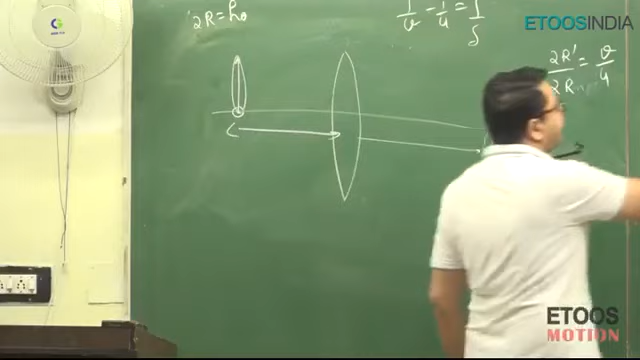 2R = h₀
1/v - 1/u = 1/f
ETOOSINDIA
2R'/2R = v/u
ETOOS
MOTION